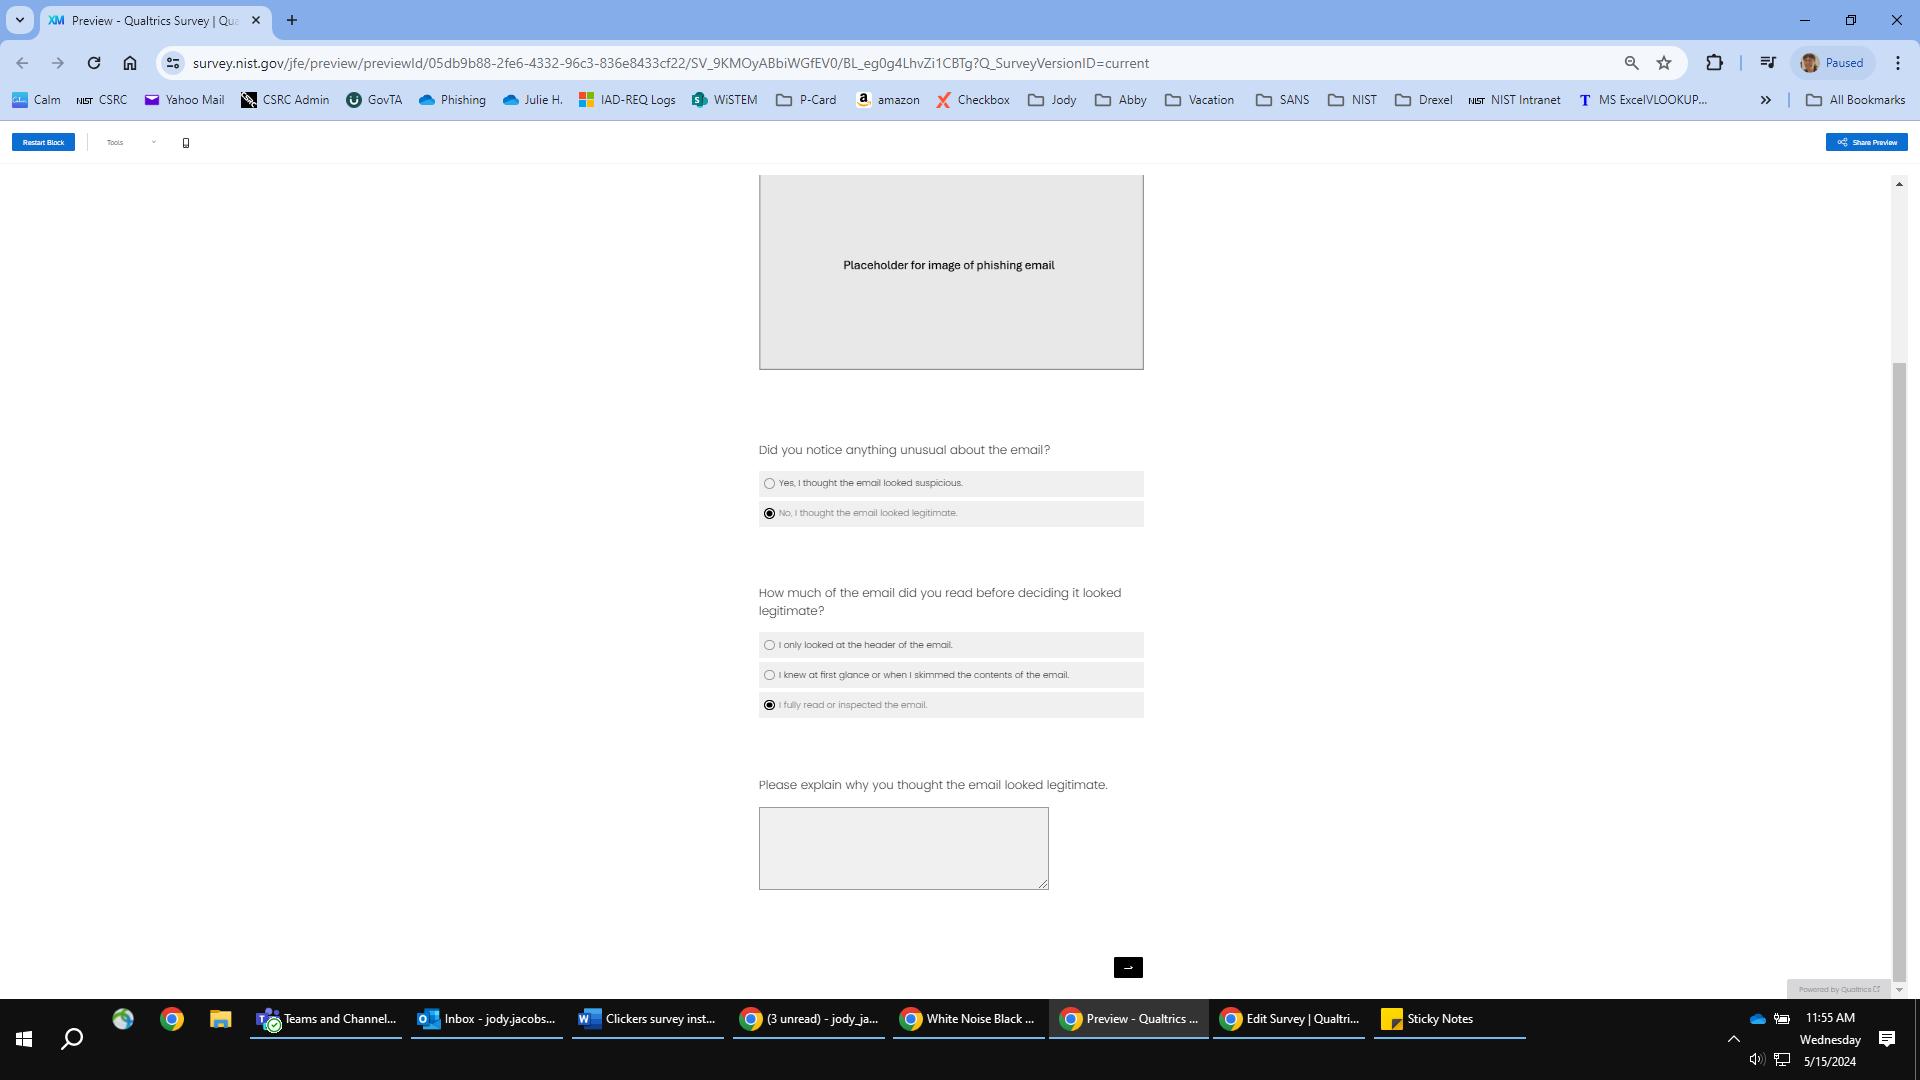 XM Preview - Qualtrics Survey | Qua
survey.nist.gov/jfe/preview/previewId/05db9b88-2fe6-4332-96c3-836e8433cf22/SV_9KMOyABbiWGfEV0/BL_eg0g4LhvZi1CBTg?Q_SurveyVersionID=current
Paused
Calm NIST CSRC Yahoo Mail CSRC Admin GovTA Phishing Julie H. IAD-REQ Logs WiSTEM P-Card amazon Checkbox Jody Abby Vacation SANS NIST Drexel NIST NIST Intranet T MS ExcelVLOOKUP... » All Bookmarks
Restart Block Tools Share Preview
Placeholder for image of phishing email
Did you notice anything unusual about the email?
Yes, I thought the email looked suspicious.
No, I thought the email looked legitimate.
How much of the email did you read before deciding it looked
legitimate?
I only looked at the header of the email.
I knew at first glance or when I skimmed the contents of the email.
I fully read or inspected the email.
Please explain why you thought the email looked legitimate.
Powered by Qualtrics
Teams and Channel... Inbox - jody.jacobs... Clickers survey inst... (3 unread) - jody_ja... White Noise Black ... Preview - Qualtrics ... Edit Survey | Qualtri... Sticky Notes
11:55 AM
Wednesday
5/15/2024